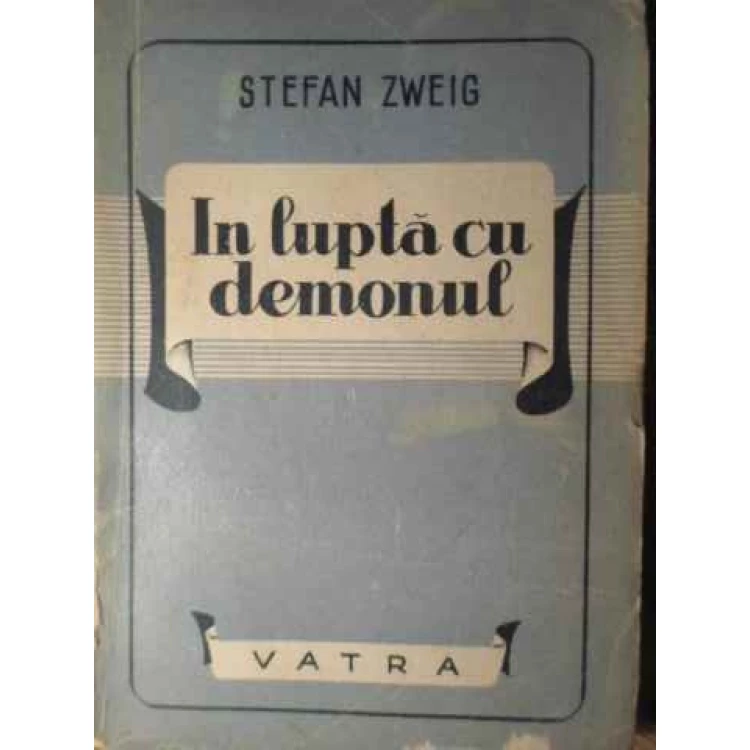 STEFAN ZWEIG
In luptă cu
demonul
VATRA